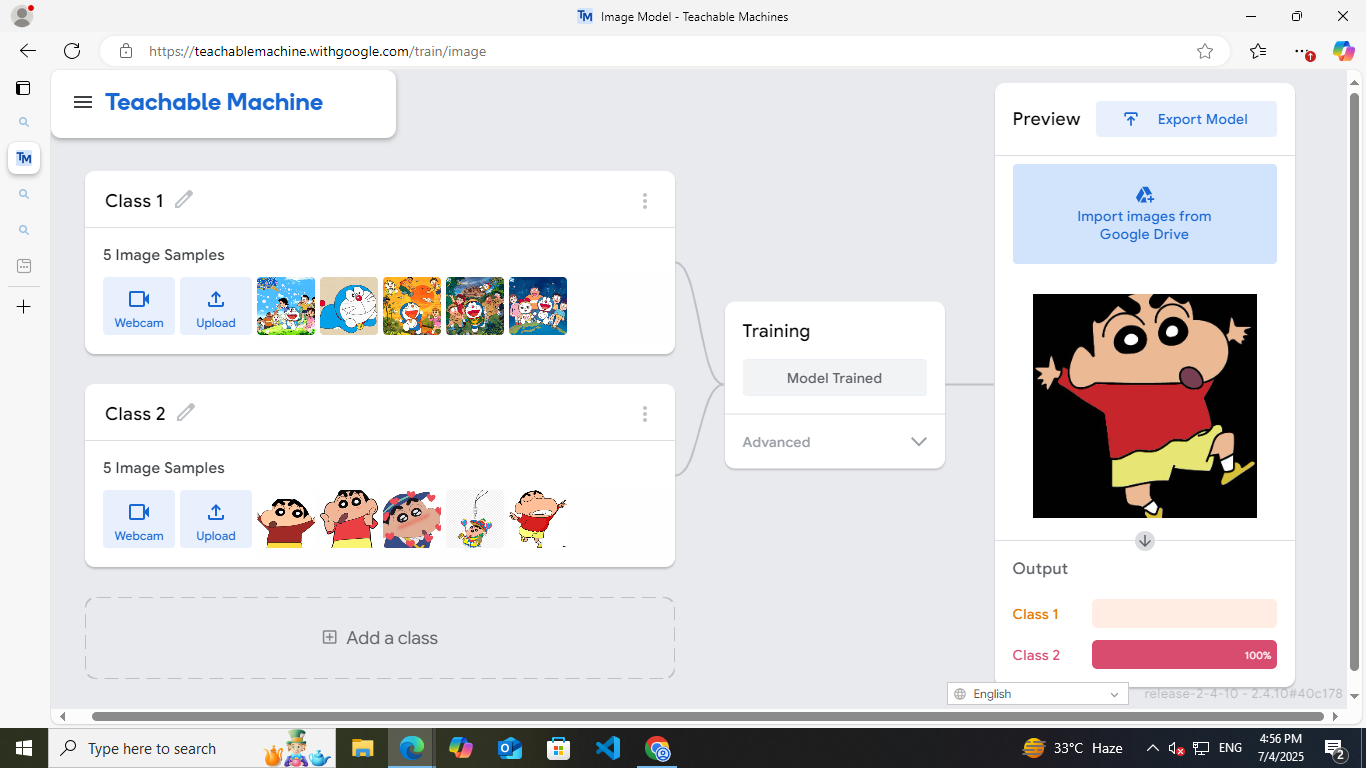 Image Model - Teachable Machines
https://teachablemachine.withgoogle.com/train/image
Teachable Machine
Class 1
5 Image Samples
Webcam
Upload
Class 2
5 Image Samples
Webcam
Upload
Add a class
Training
Model Trained
Advanced
Preview
Export Model
Import images from
Google Drive
Output
Class 1
Class 2
100%
English
release-2-4-10 - 2.4.10#40c178
Type here to search
33°C Haze
ENG
4:56 PM
7/4/2025
2